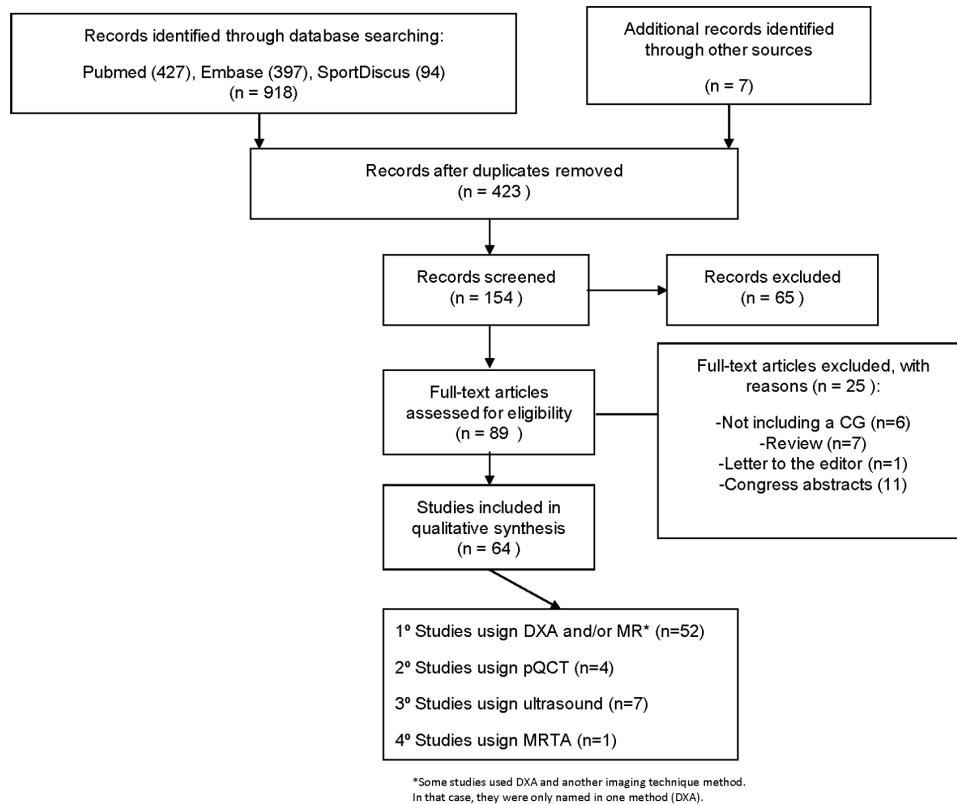 Records identified through database searching:
Pubmed (427), Embase (397), SportDiscus (94)
(n = 918)
Additional records identified
through other sources
(n = 7)
Records after duplicates removed
(n = 423 )
Records screened
(n = 154 )
Records excluded
(n = 65 )
Full-text articles
assessed for eligibility
(n = 89   )
Full-text articles excluded, with
reasons (n = 25 ):
-Not including a CG (n=6)
-Review (n=7)
-Letter to the editor (n=1)
-Congress abstracts (11)
Studies included in
qualitative synthesis
(n = 64 )
1º Studies usign DXA and/or MR* (n=52)
2º Studies usign pQCT (n=4)
3º Studies usign ultrasound (n=7)
4º Studies usign MRTA (n=1)
*Some studies used DXA and another imaging technique method.
In that case, they were only named in one method (DXA).